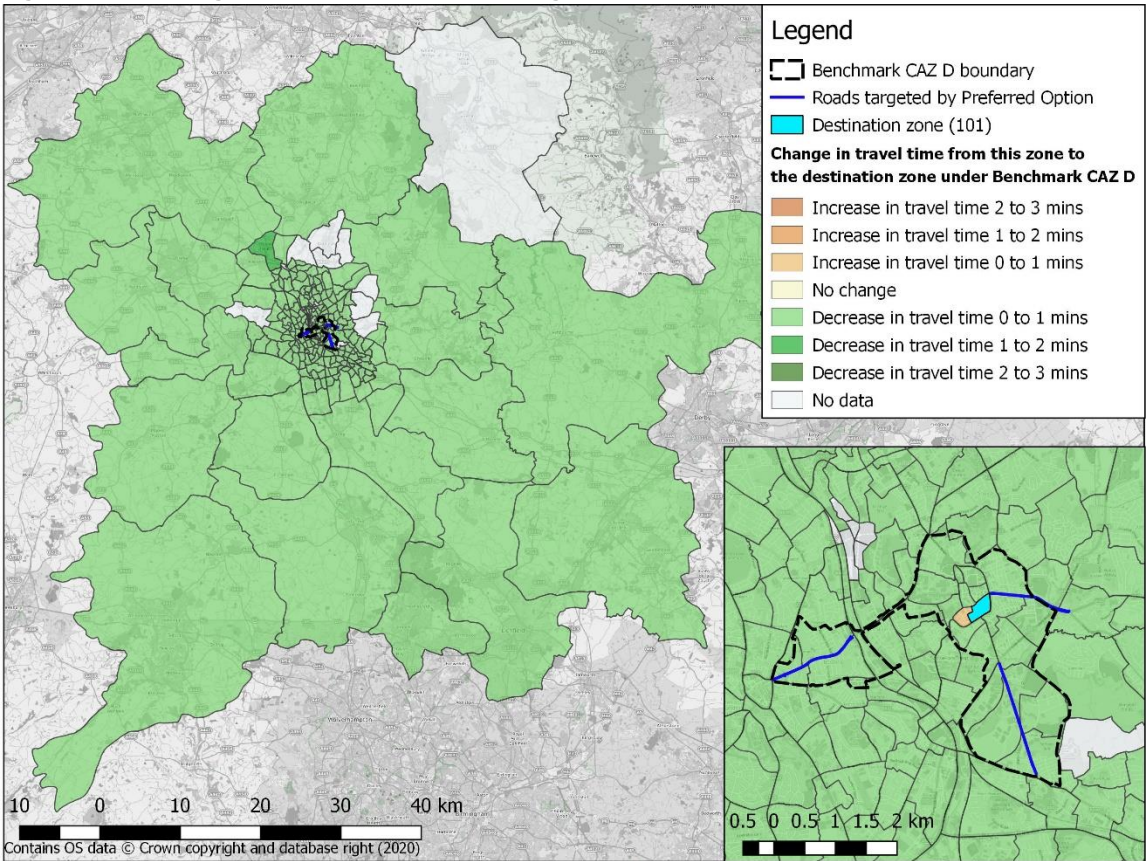 Legend
Benchmark CAZ D boundary
Roads targeted by Preferred Option
Destination zone (101)
Change in travel time from this zone to
the destination zone under Benchmark CAZ D
Increase in travel time 2 to 3 mins
Increase in travel time 1 to 2 mins
Increase in travel time 0 to 1 mins
No change
Decrease in travel time 0 to 1 mins
Decrease in travel time 1 to 2 mins
Decrease in travel time 2 to 3 mins
No data
10 0 10 20 30 40 km
Contains OS data © Crown copyright and database right (2020)
0.5 0 0.5 1 1.5 2 km